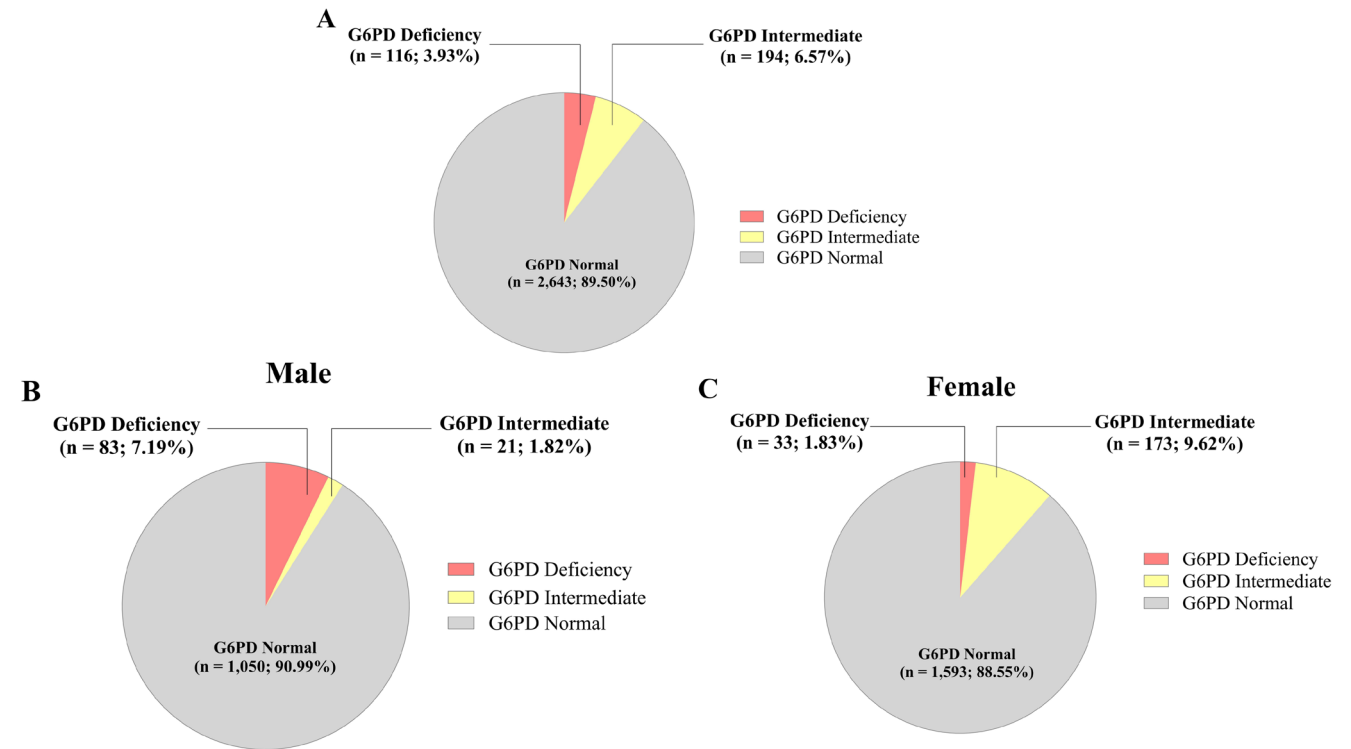 A
G6PD Deficiency
(n = 116; 3.93%)
G6PD Intermediate
(n = 194; 6.57%)
G6PD Normal
(n = 2,643; 89.50%)
G6PD Deficiency
G6PD Intermediate
G6PD Normal
B
Male
G6PD Deficiency
(n = 83; 7.19%)
G6PD Intermediate
(n = 21; 1.82%)
G6PD Normal
(n = 1,050; 90.99%)
G6PD Deficiency
G6PD Intermediate
G6PD Normal
C
Female
G6PD Deficiency
(n = 33; 1.83%)
G6PD Intermediate
(n = 173; 9.62%)
G6PD Normal
(n = 1,593; 88.55%)
G6PD Deficiency
G6PD Intermediate
G6PD Normal